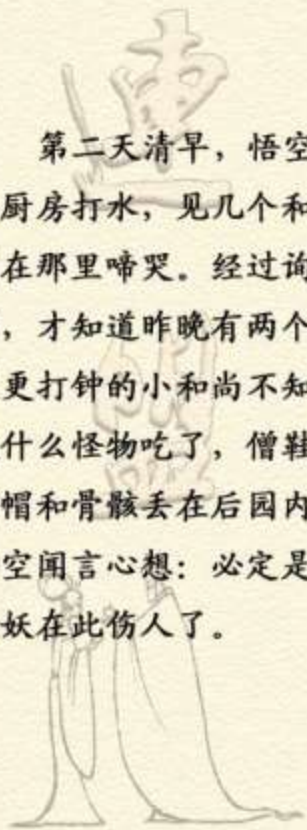 第二天清早，悟空
厨房打水，见几个和
在那里啼哭。经过询
，才知道昨晚有两个
更打钟的小和尚不知
什么怪物吃了，僧鞋
帽和骨骸丢在后园内
空闻言心想：必定是
妖在此伤人了。